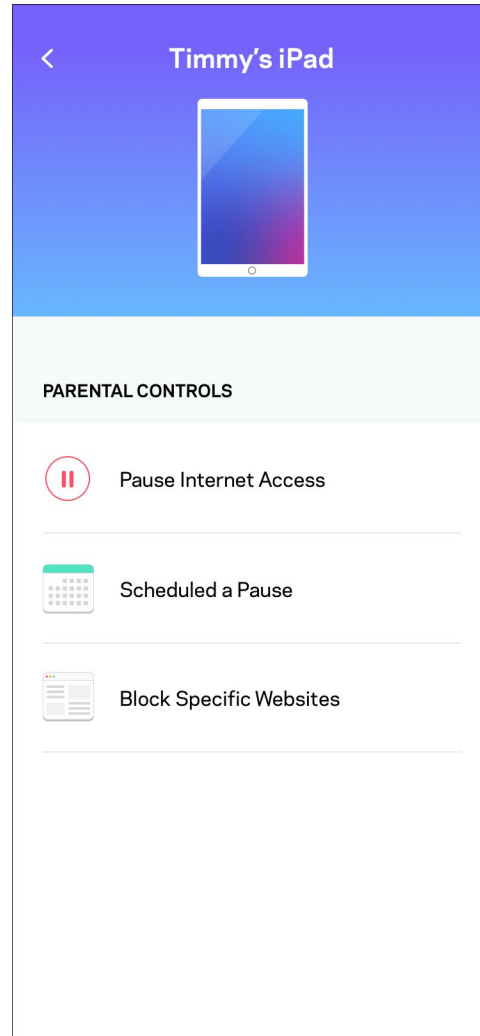 Timmy's iPad
PARENTAL CONTROLS
Pause Internet Access
Scheduled a Pause
Block Specific Websites